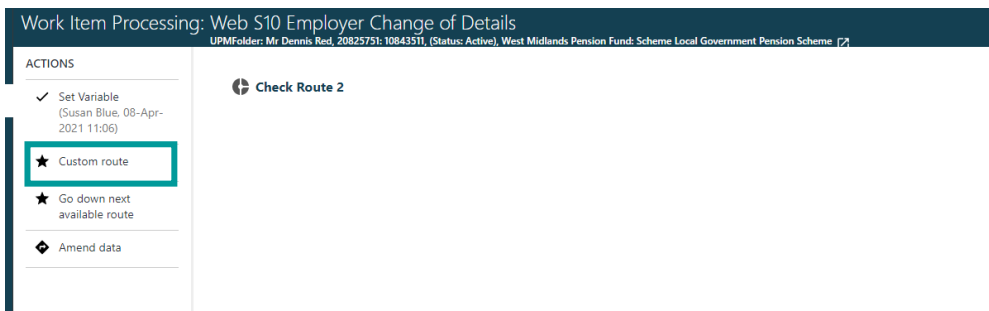 Work Item Processing: Web S10 Employer Change of Details
UPMFolder: Mr Dennis Red, 20825751: 10843511, (Status: Active), West Midlands Pension Fund: Scheme Local Government Pension Scheme
ACTIONS
Set Variable
(Susan Blue, 08-Apr-
2021 11:06)
Custom route
Go down next
available route
Amend data
Check Route 2